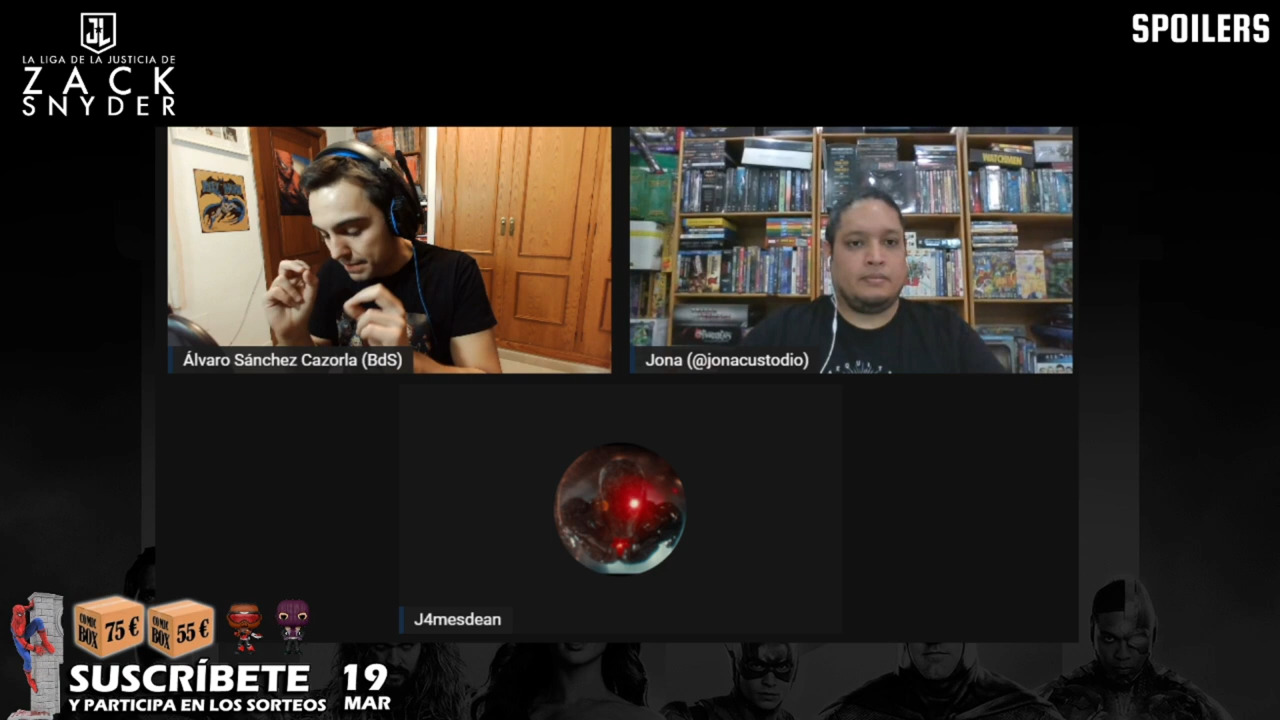 JL
LA LIGA DE LA JUSTICIA DE
ZACK
SNYDER
SPOILERS
WATCHMEN
Álvaro Sánchez Cazorla (BdS)
Jona (@jonacustodio)
J4mesdean
COMIC
BOX
75 €
COMIC
BOX
55 €
SUSCRÍBETE
Y PARTICIPA EN LOS SORTEOS
19
MAR